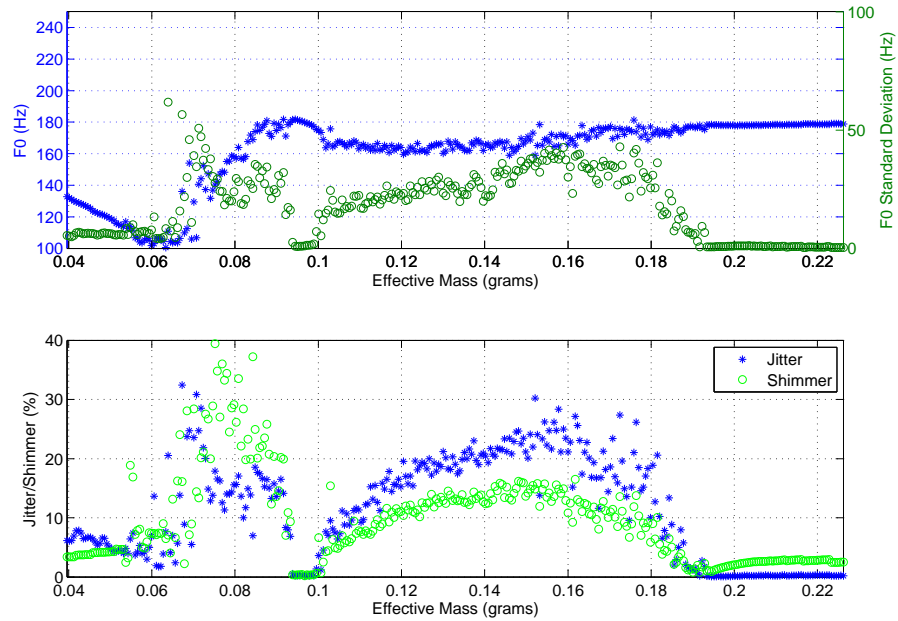 240
220
200
180
160
140
120
100
F0 (Hz)
100
50
0
F0 Standard Deviation (Hz)
0.04 0.06 0.08 0.1 0.12 0.14 0.16 0.18 0.2 0.22
Effective Mass (grams)
40
30
20
10
0
Jitter/Shimmer (%)
Jitter
Shimmer
0.04 0.06 0.08 0.1 0.12 0.14 0.16 0.18 0.2 0.22
Effective Mass (grams)